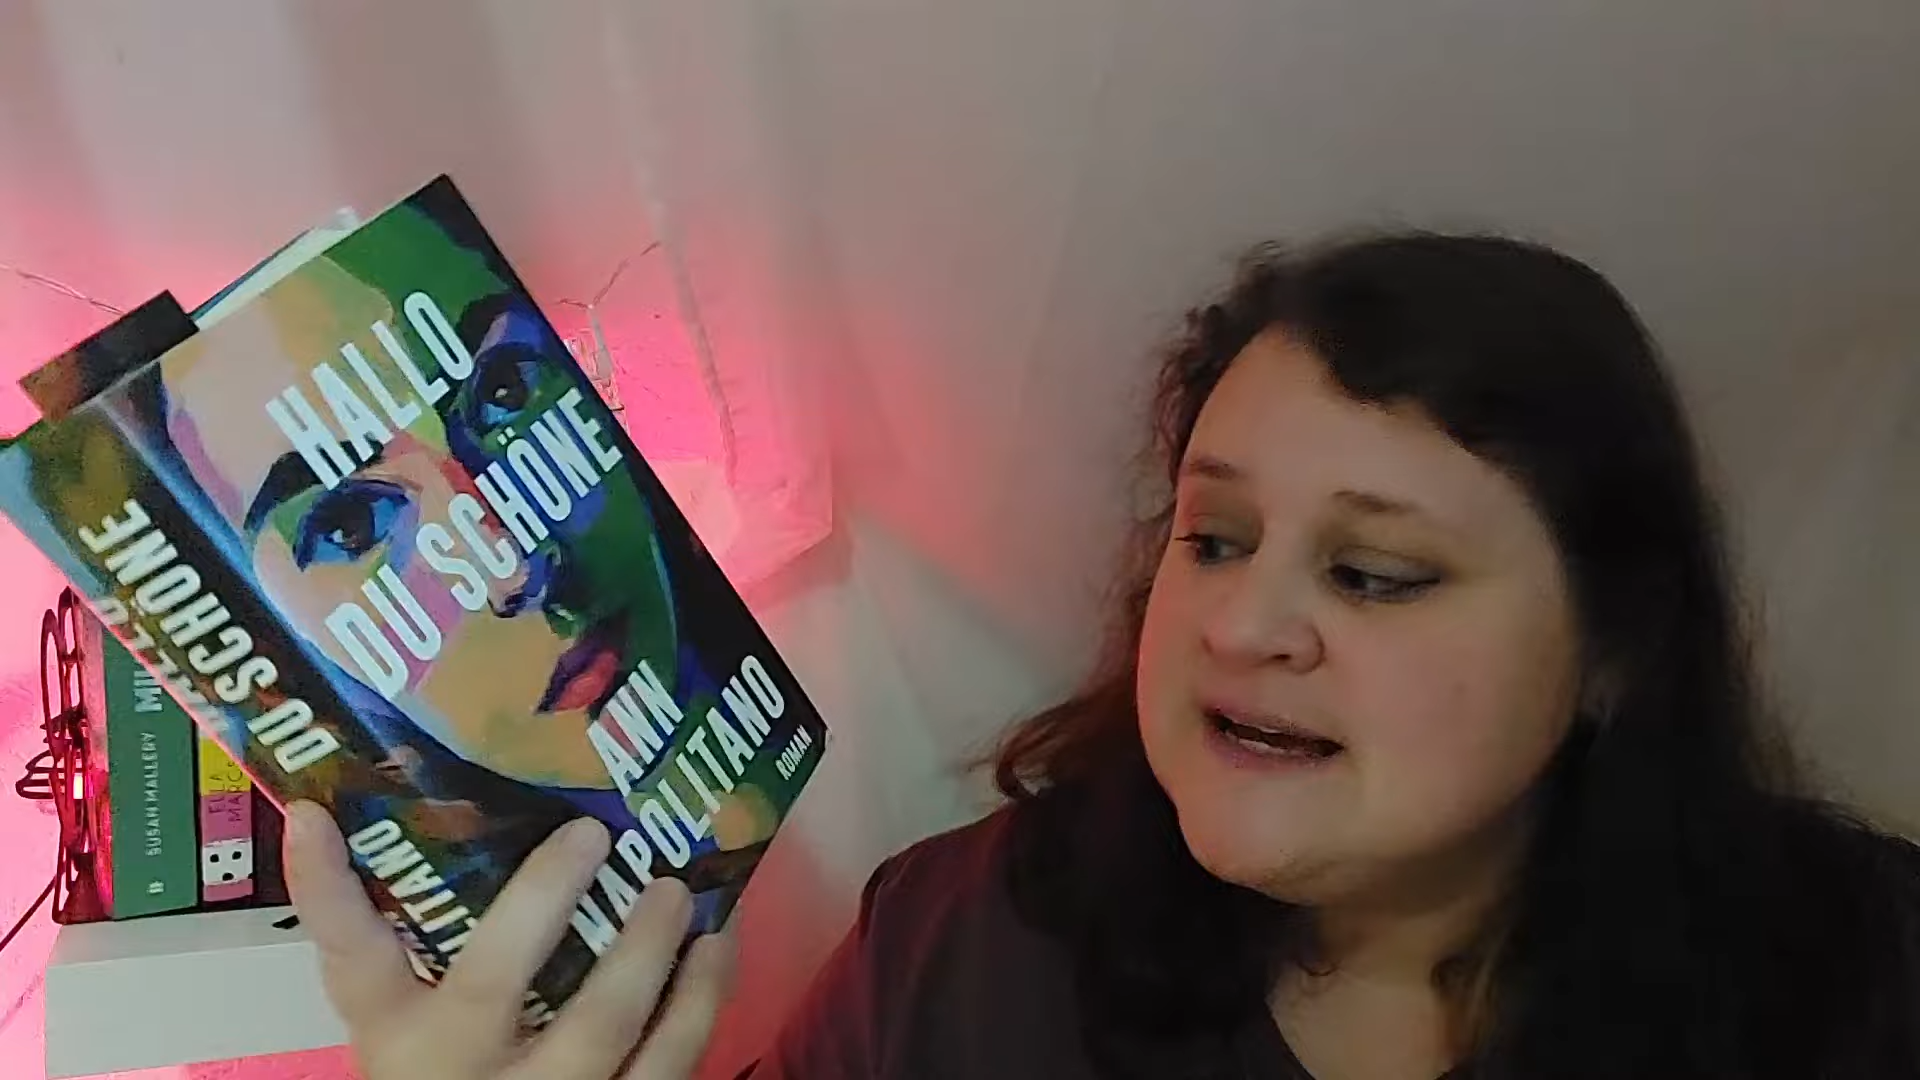 HALLO
DU SCHÖNE
ANN
NAPOLITANO
ROMAN
DU SCHÖNE
SUSAN MALLERY